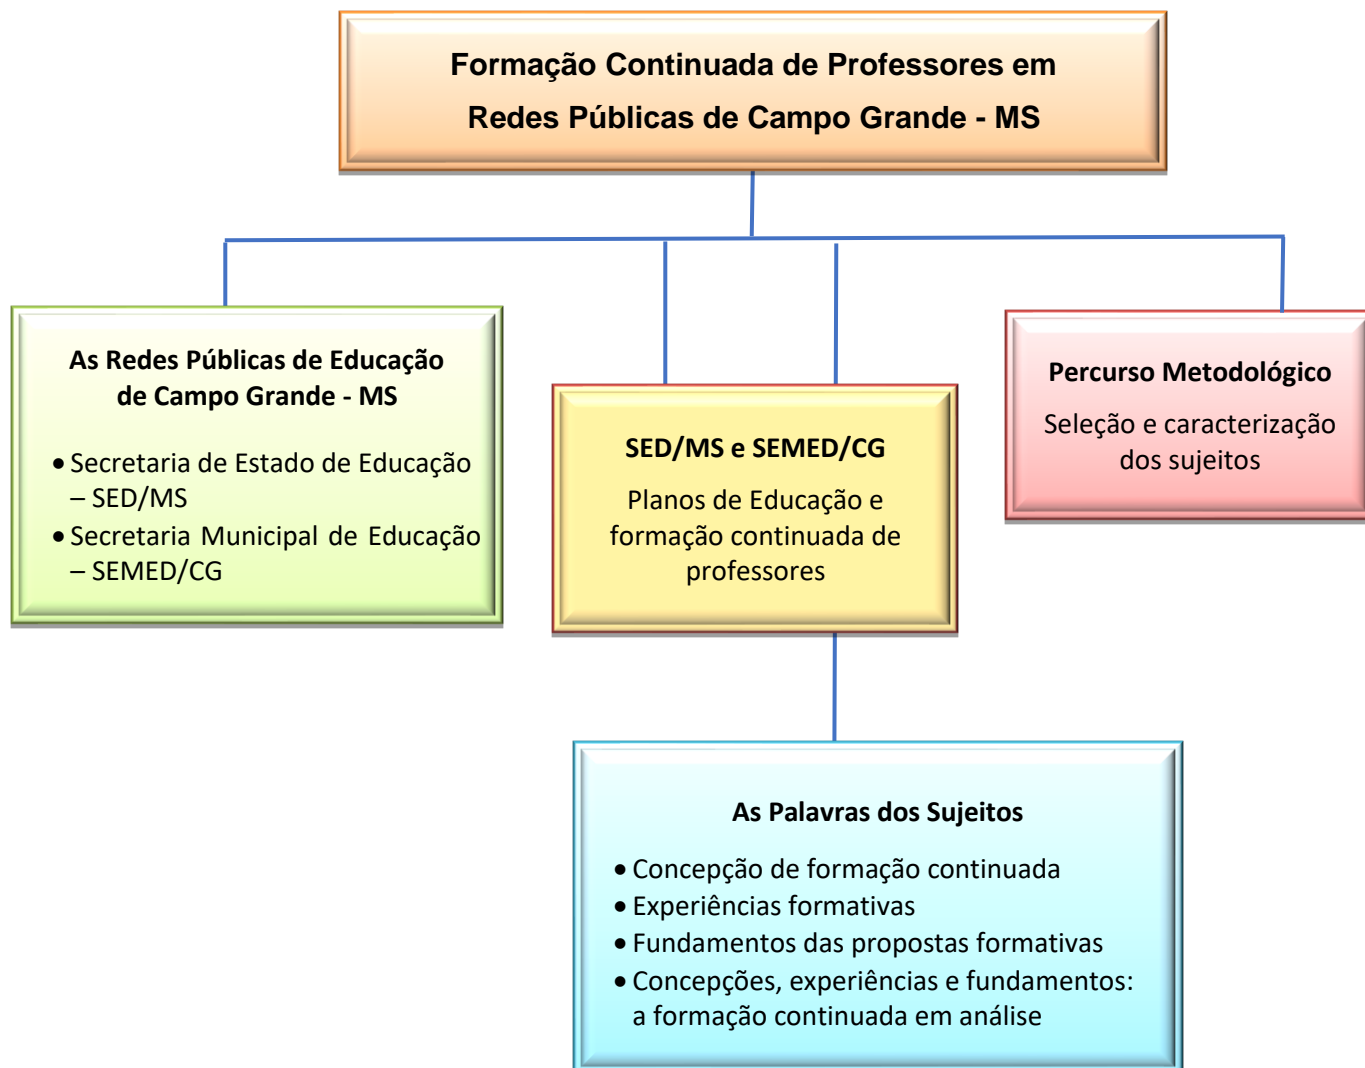 Formação Continuada de Professores em
Redes Públicas de Campo Grande - MS
As Redes Públicas de Educação
de Campo Grande - MS
• Secretaria de Estado de Educação
– SED/MS
• Secretaria Municipal de Educação
– SEMED/CG
SED/MS e SEMED/CG
Planos de Educação e
formação continuada de
professores
Percurso Metodológico
Seleção e caracterização
dos sujeitos
As Palavras dos Sujeitos
• Concepção de formação continuada
• Experiências formativas
• Fundamentos das propostas formativas
• Concepções, experiências e fundamentos:
a formação continuada em análise